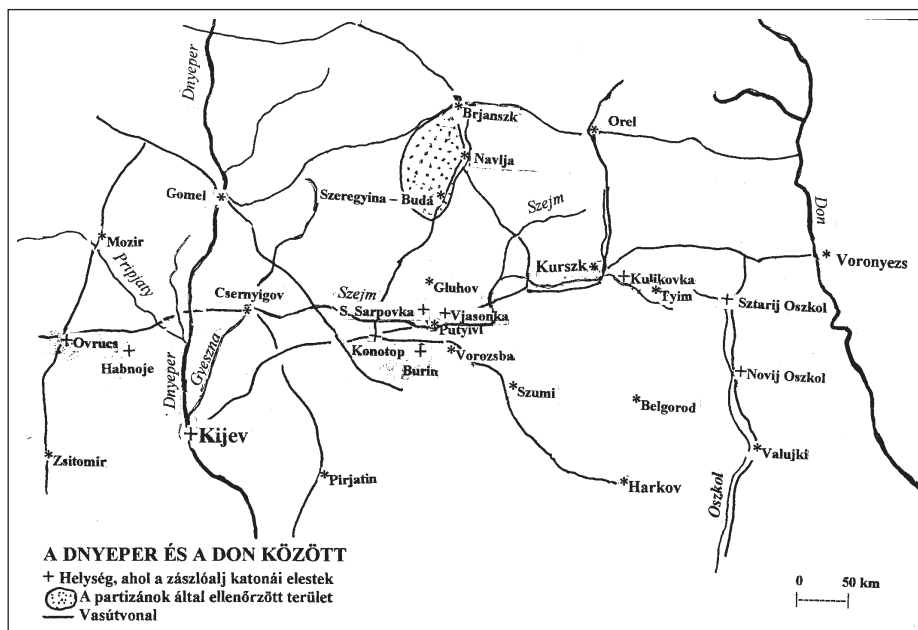 Dnyeper
* Brjanszk
* Orel
* Navlja
Gomel *
Szeregyina – Budá *
Szejm
Don
* Mozir
Pripjaty
Kurszk *
+ Kulikovka
* Voronyezs
* Tyim
Csernyigov *
* Gluhov
Szejm
S. Sarpovka +
+ Vjasonka
* Putyivl
+ Sztarij Oszkol
+ Ovrucs
+ Habnoje
Dnyeper
Gveszna
+ Konotop
+ Burin
* Vorozsba
+ Novij Oszkol
* Szumi
* Belgorod
+ Kijev
* Zsitomir
* Pirjatin
* Valujki
* Harkov
Oszkol
A DNYEPER ÉS A DON KÖZÖTT
+ Helység, ahol a zászlóalj katonái elestek
A partizánok által ellenőrzött terület
Vasútvonal
0 50 km